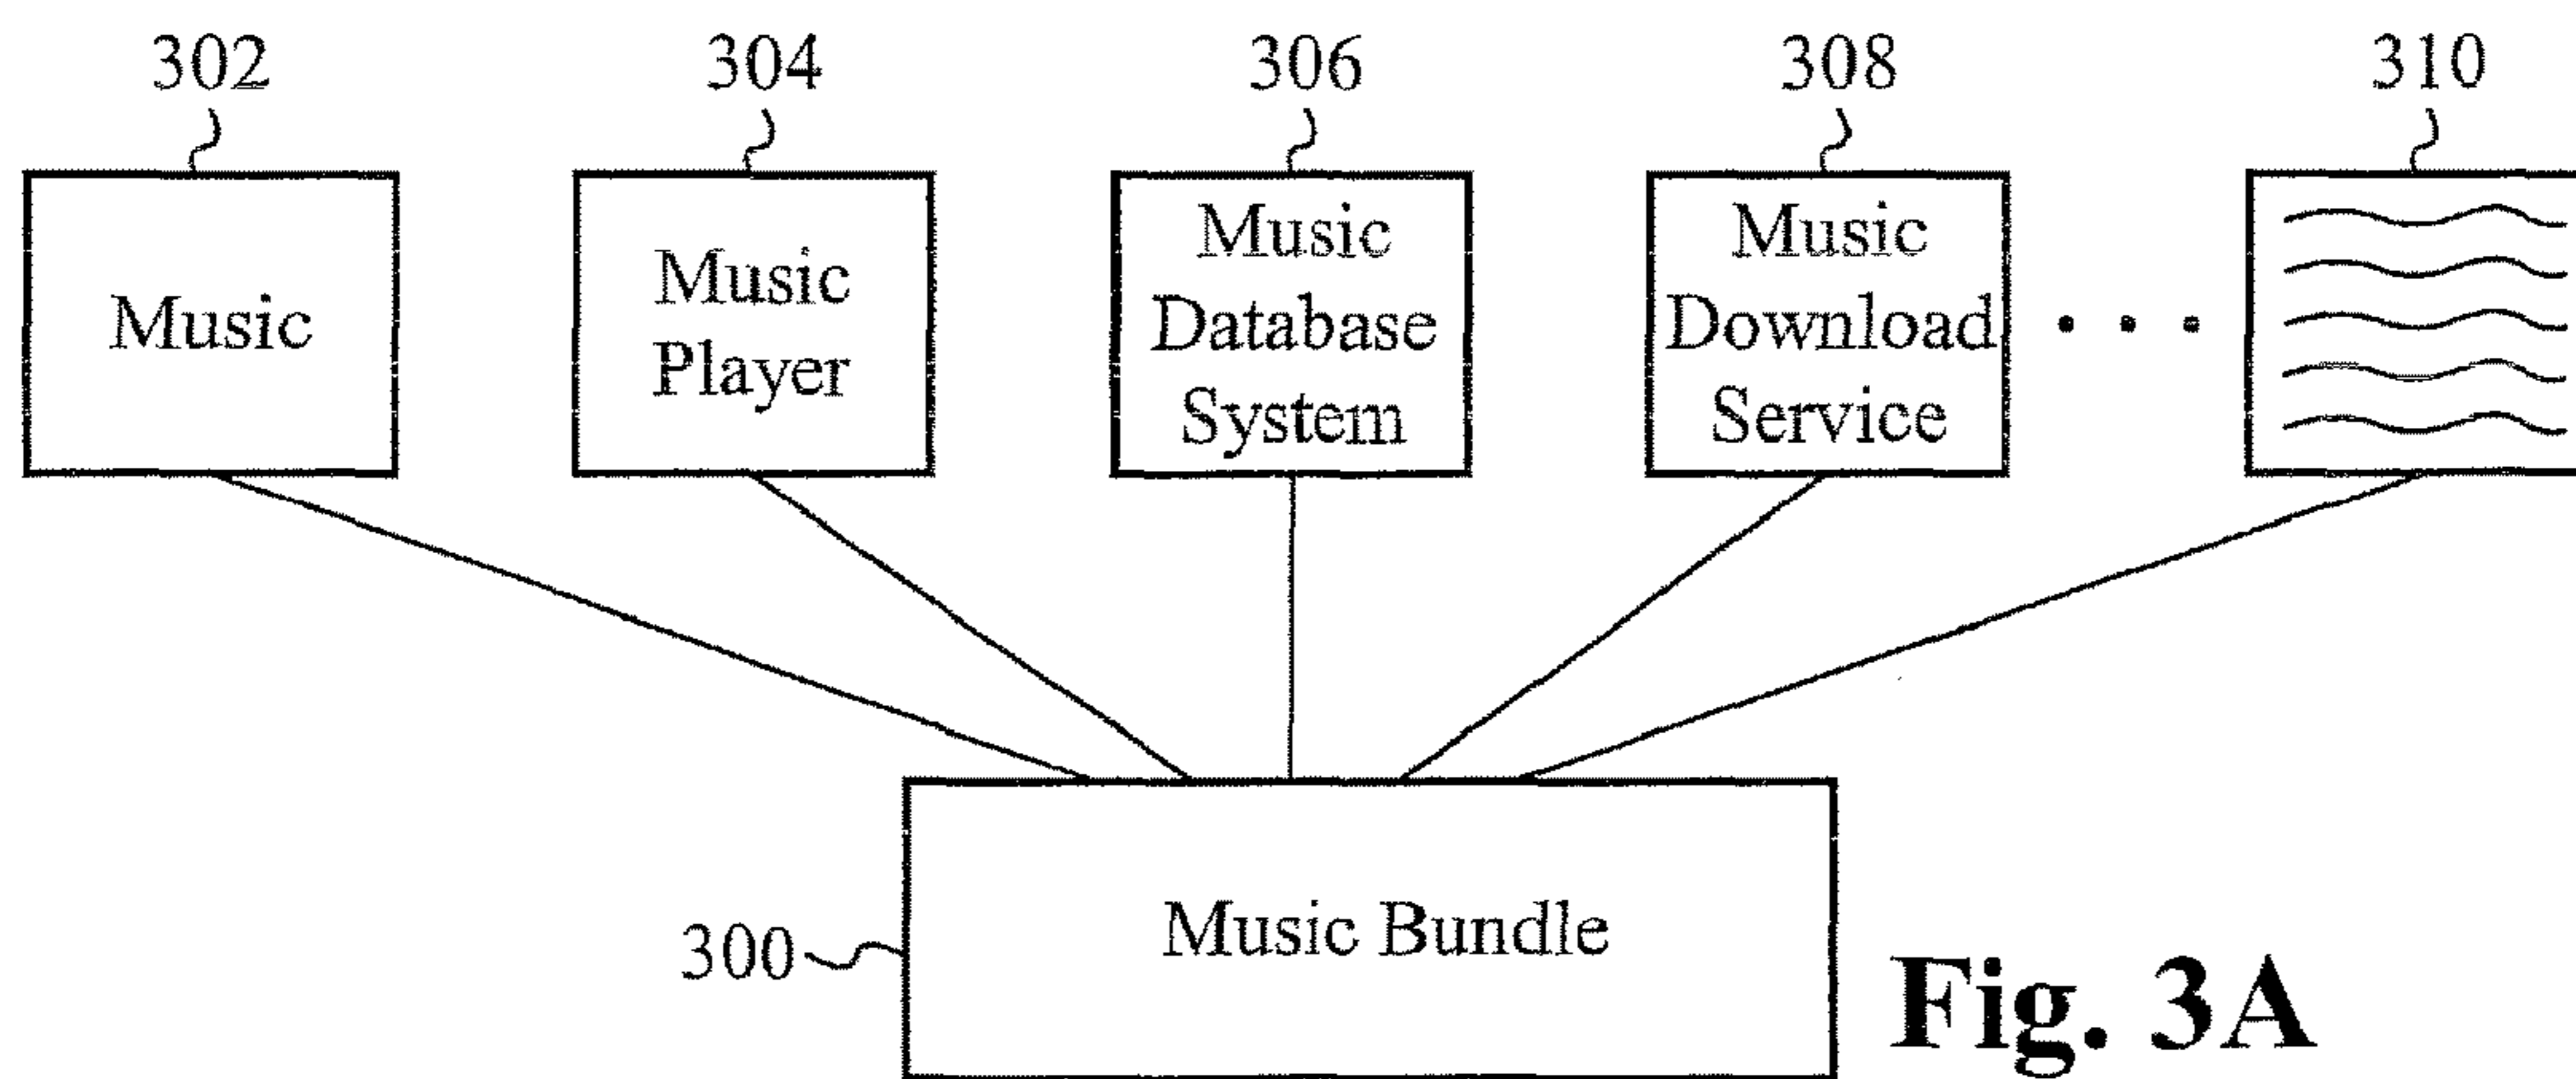 302
304
306
308
310
Music
Music
Player
Music
Database
System
Music
Download
Service
. . .
300
Music Bundle
Fig. 3A